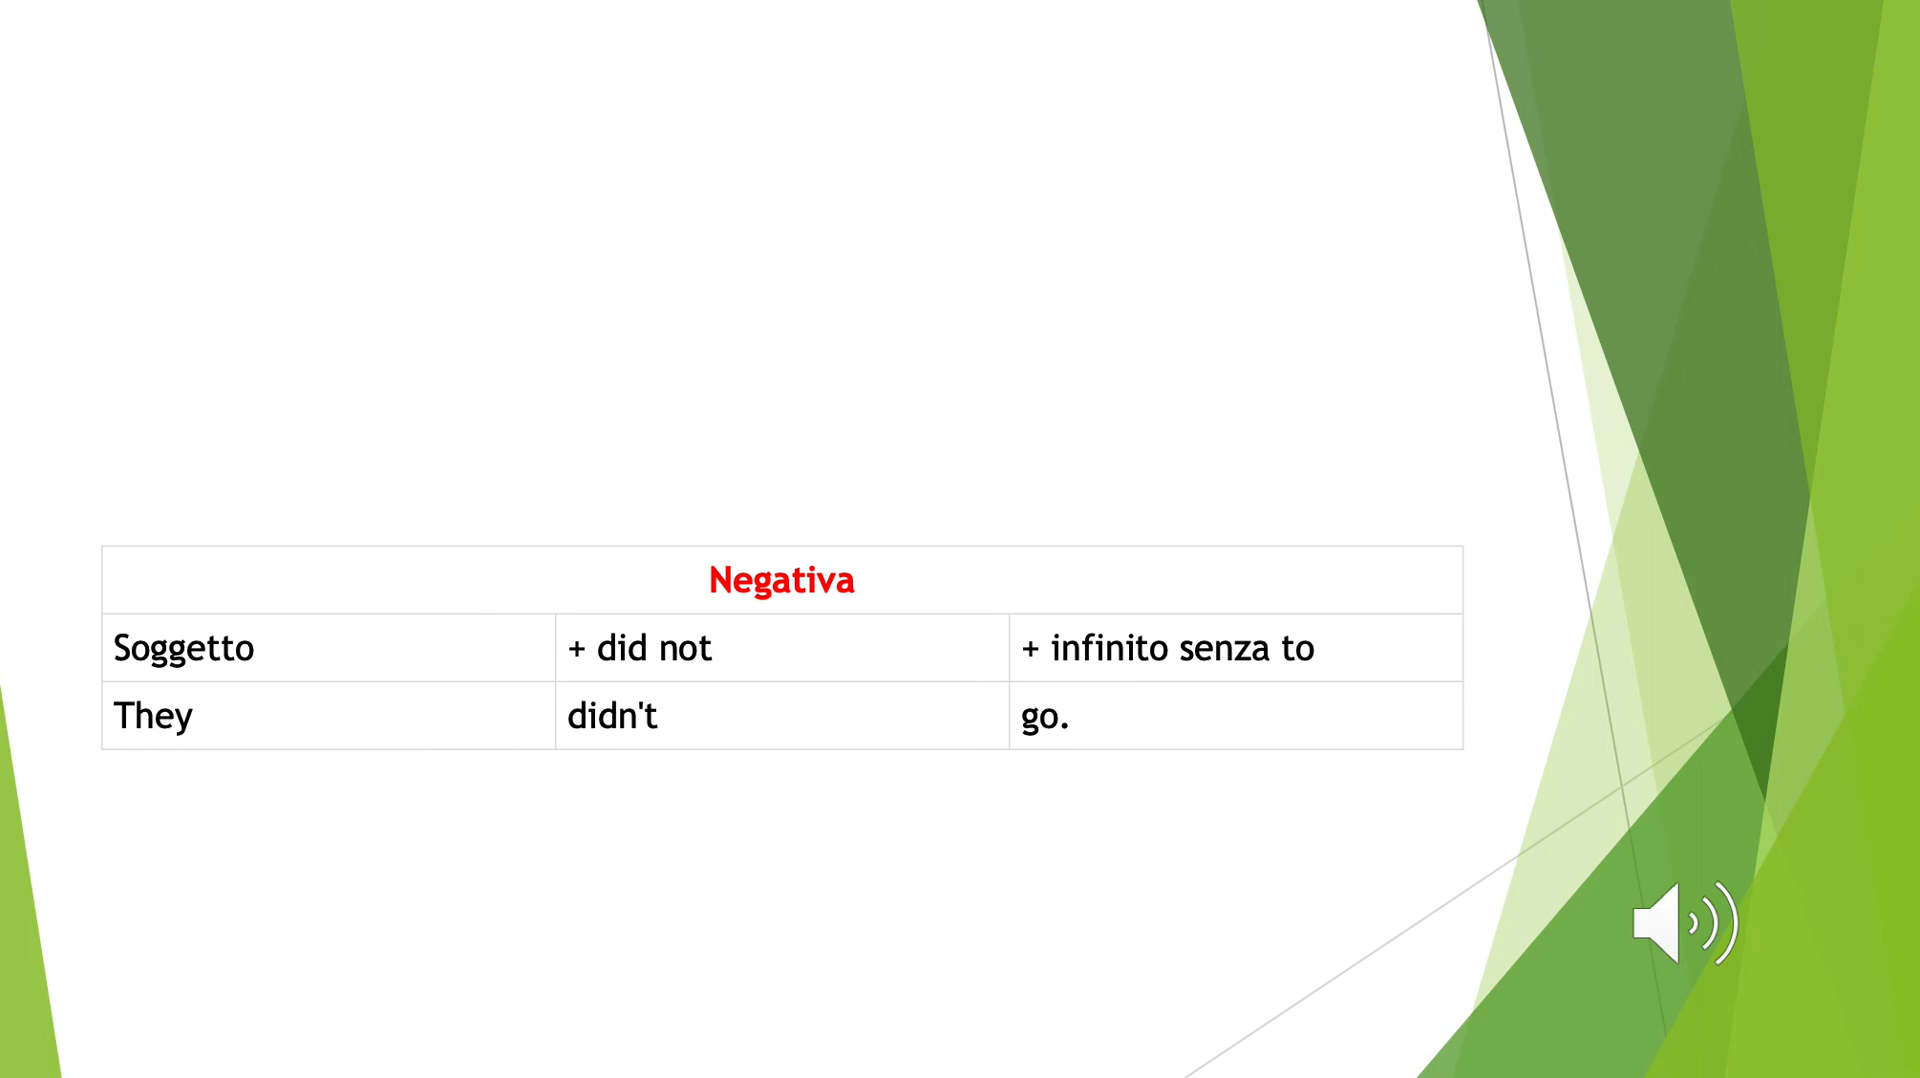 Negativa
Soggetto + did not + infinito senza to
They didn't go.